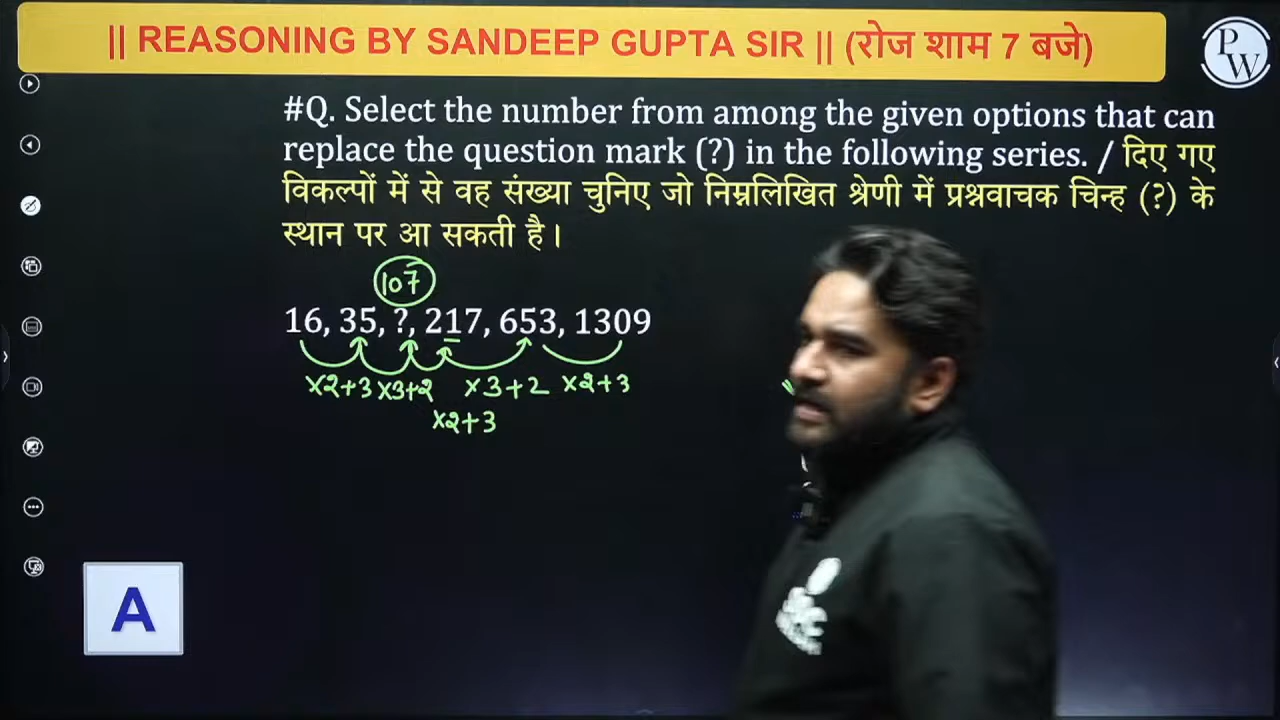 || REASONING BY SANDEEP GUPTA SIR || (रोज शाम 7 बजे)
PW
#Q. Select the number from among the given options that can
replace the question mark (?) in the following series. / दिए गए
विकल्पों में से वह संख्या चुनिए जो निम्नलिखित श्रेणी में प्रश्नवाचक चिन्ह (?) के
स्थान पर आ सकती है।
107
16, 35, ?, 217, 653, 1309
×2+3 ×3+2 ×3+2 ×2+3
×2+3
A